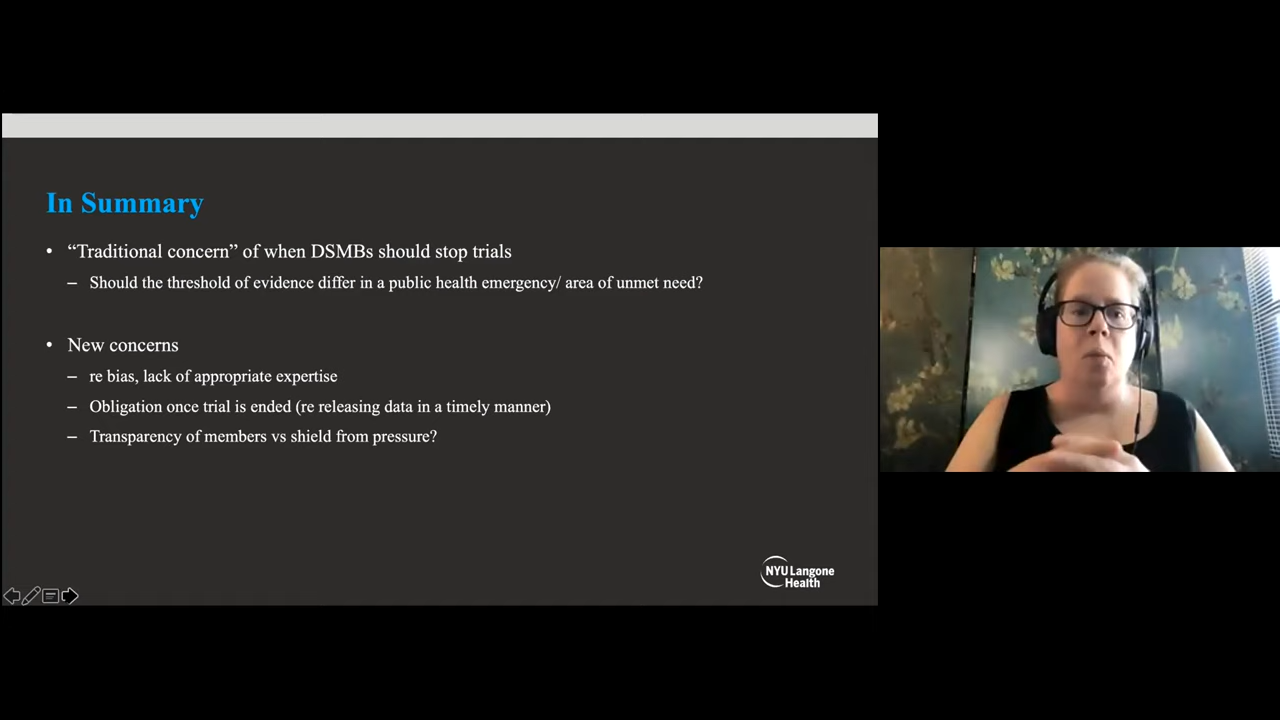 In Summary
• “Traditional concern” of when DSMBs should stop trials
– Should the threshold of evidence differ in a public health emergency/ area of unmet need?
• New concerns
– re bias, lack of appropriate expertise
– Obligation once trial is ended (re releasing data in a timely manner)
– Transparency of members vs shield from pressure?
NYU Langone
Health